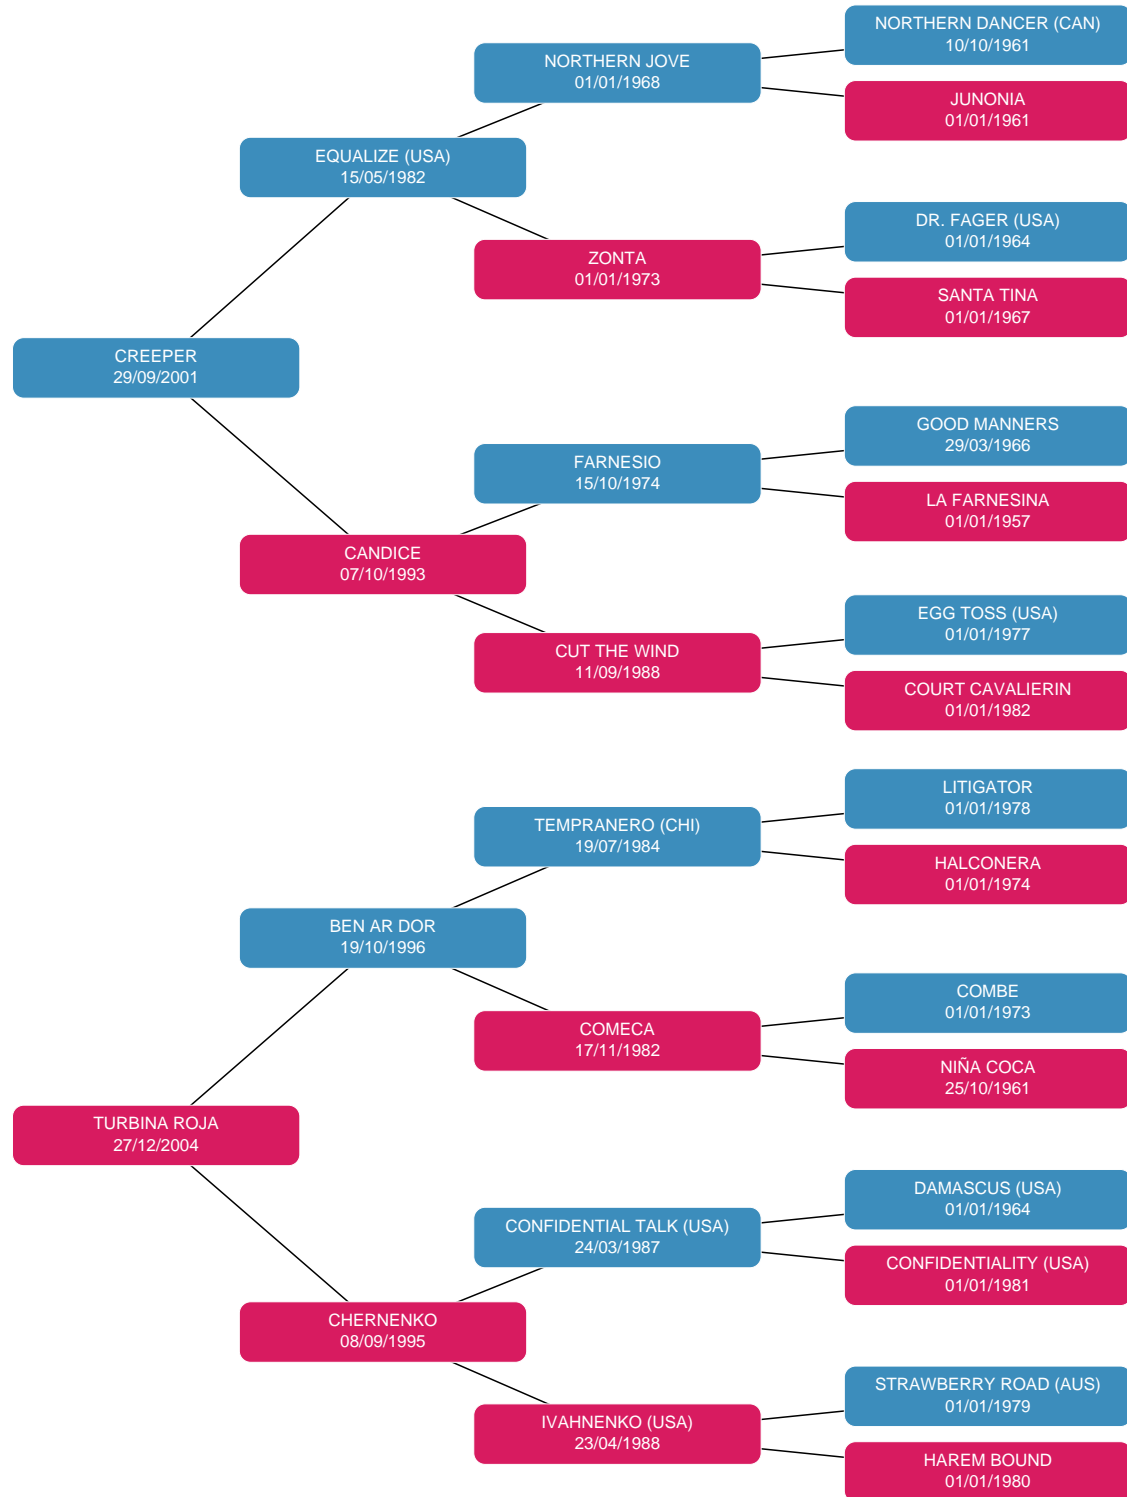 NORTHERN DANCER (CAN)
10/10/1961
NORTHERN JOVE
01/01/1968
JUNONIA
01/01/1961
EQUALIZE (USA)
15/05/1982
DR. FAGER (USA)
01/01/1964
ZONTA
01/01/1973
SANTA TINA
01/01/1967
CREEPER
29/09/2001
GOOD MANNERS
29/03/1966
FARNESIO
15/10/1974
LA FARNESINA
01/01/1957
CANDICE
07/10/1993
EGG TOSS (USA)
01/01/1977
CUT THE WIND
11/09/1988
COURT CAVALIERIN
01/01/1982
LITIGATOR
01/01/1978
TEMPRANERO (CHI)
19/07/1984
HALCONERA
01/01/1974
BEN AR DOR
19/10/1996
COMBE
01/01/1973
COMECA
17/11/1982
NIÑA COCA
25/10/1961
TURBINA ROJA
27/12/2004
DAMASCUS (USA)
01/01/1964
CONFIDENTIAL TALK (USA)
24/03/1987
CONFIDENTIALITY (USA)
01/01/1981
CHERNENKO
08/09/1995
STRAWBERRY ROAD (AUS)
01/01/1979
IVAHNENKO (USA)
23/04/1988
HAREM BOUND
01/01/1980